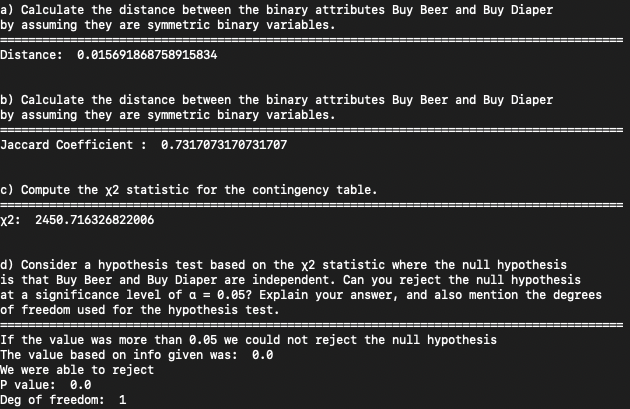 a) Calculate the distance between the binary attributes Buy Beer and Buy Diaper
by assuming they are symmetric binary variables.
=========================================================================================
Distance:  0.015691868758915834
b) Calculate the distance between the binary attributes Buy Beer and Buy Diaper
by assuming they are symmetric binary variables.
=========================================================================================
Jaccard Coefficient :  0.7317073170731707
c) Compute the χ2 statistic for the contingency table.
=========================================================================================
χ2:  2450.716326822006
d) Consider a hypothesis test based on the χ2 statistic where the null hypothesis
is that Buy Beer and Buy Diaper are independent. Can you reject the null hypothesis
at a significance level of α = 0.05? Explain your answer, and also mention the degrees
of freedom used for the hypothesis test.
=========================================================================================
If the value was more than 0.05 we could not reject the null hypothesis
The value based on info given was:  0.0
We were able to reject
P value:  0.0
Deg of freedom:  1